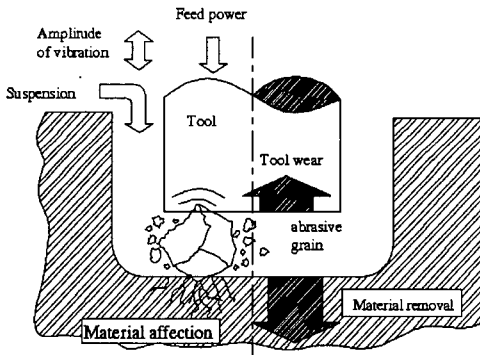 Feed power
Amplitude
of vibration
Suspension
Tool
Tool wear
abrasive
grain
Material removal
Material affection